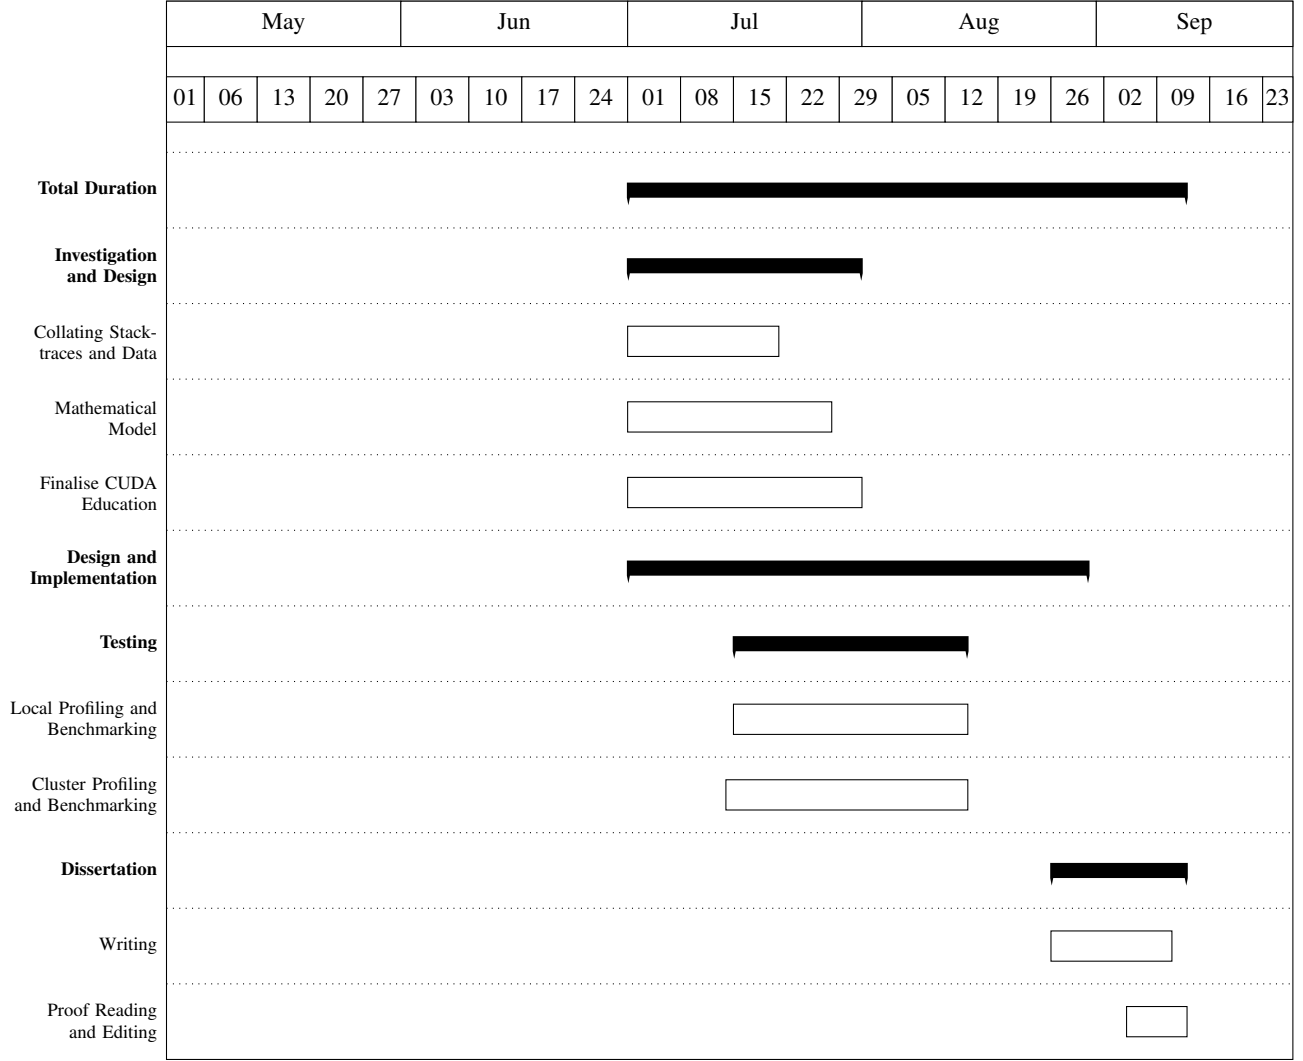 May Jun Jul Aug Sep
01 06 13 20 27 03 10 17 24 01 08 15 22 29 05 12 19 26 02 09 16 23
Total Duration
Investigation
and Design
Collating Stack-
traces and Data
Mathematical
Model
Finalise CUDA
Education
Design and
Implementation
Testing
Local Profiling and
Benchmarking
Cluster Profiling
and Benchmarking
Dissertation
Writing
Proof Reading
and Editing